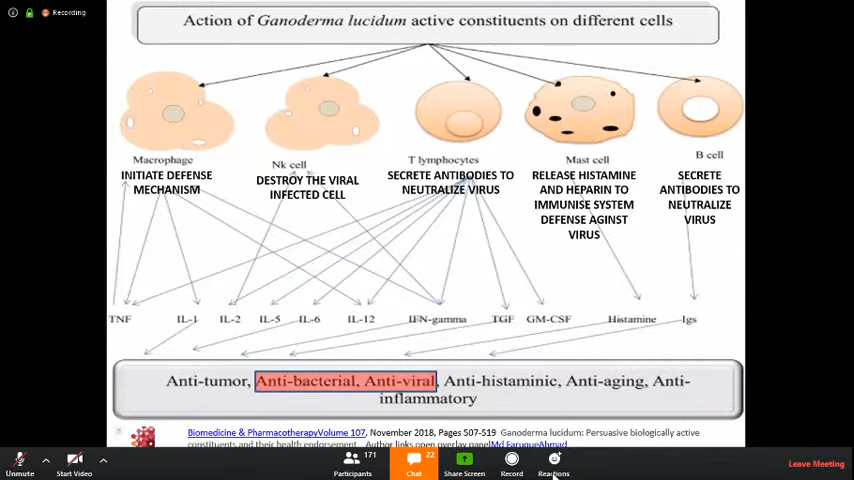 Recording
Action of Ganoderma lucidum active constituents on different cells
Macrophage
INITIATE DEFENSE
MECHANISM
Nk cell
DESTROY THE VIRAL
INFECTED CELL
T lymphocytes
SECRETE ANTIBODIES TO
NEUTRALIZE VIRUS
Mast cell
RELEASE HISTAMINE
AND HEPARIN TO
IMMUNISE SYSTEM
DEFENSE AGINST
VIRUS
B cell
SECRETE
ANTIBODIES TO
NEUTRALIZE
VIRUS
TNF IL-1 IL-2 IL-5 IL-6 IL-12 IFN-gamma TGF GM-CSF Histamine Igs
Anti-tumor, Anti-bacterial, Anti-viral, Anti-histaminic, Anti-aging, Anti-
inflammatory
Biomedicine & PharmacotherapyVolume 107, November 2018, Pages 507-519 Ganoderma lucidum: Persuasive biologically active
constituents and their health endorsement Author links open overlay panelMd FaruqueAhmad
Unmute
Start Video
171
Participants
22
Chat
Share Screen
Record
Reactions
Leave Meeting